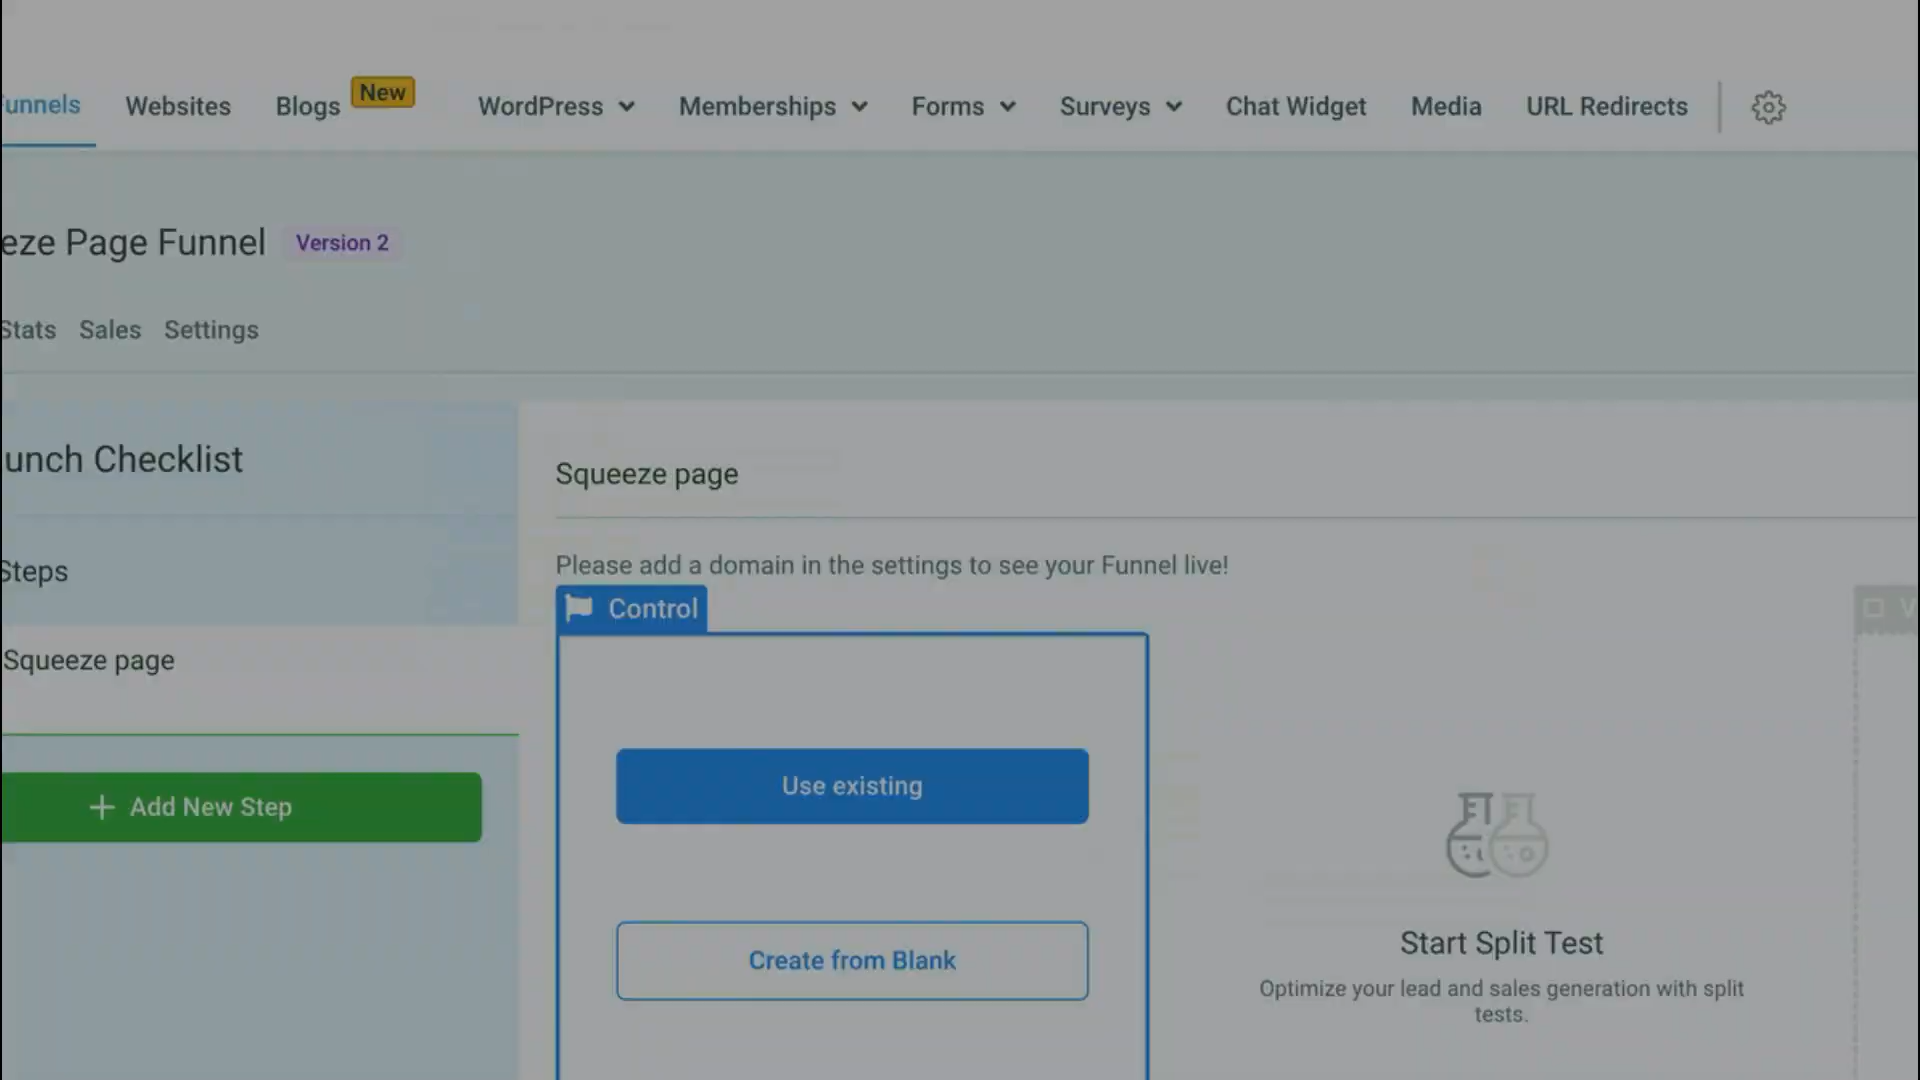 unnels Websites Blogs New WordPress Memberships Forms Surveys Chat Widget Media URL Redirects
eze Page Funnel Version 2
Stats Sales Settings
unch Checklist
Squeeze page
Please add a domain in the settings to see your Funnel live!
Steps
Control
V
Squeeze page
Use existing
+ Add New Step
Create from Blank
Start Split Test
Optimize your lead and sales generation with split
tests.